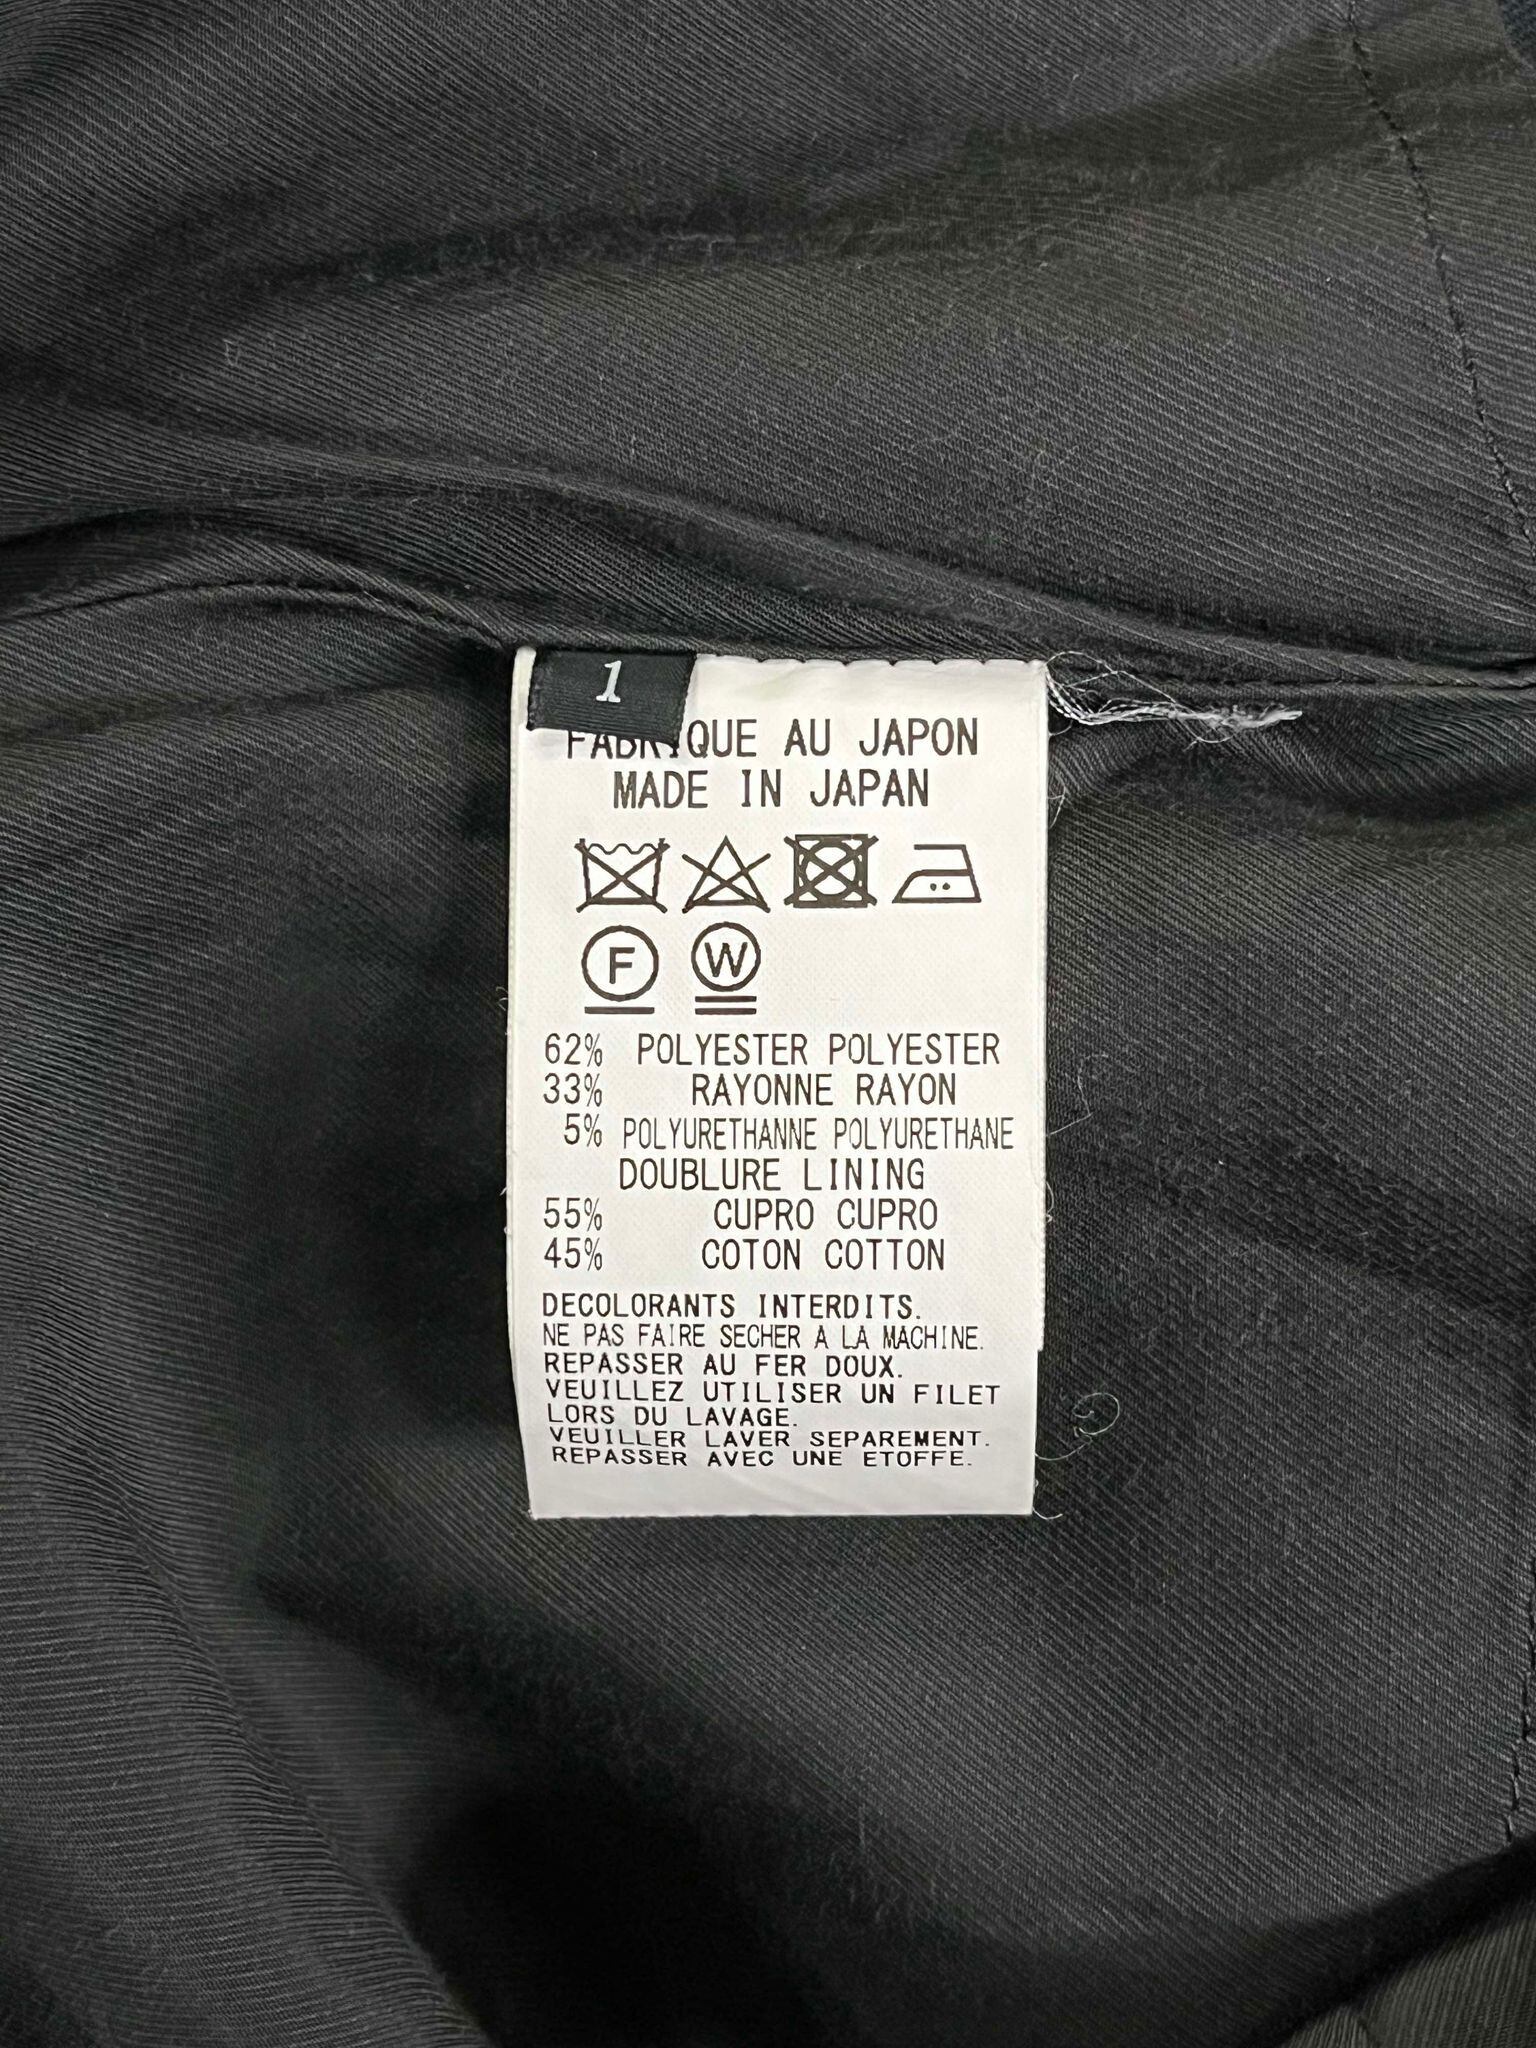 1
FABRIQUE AU JAPON
MADE IN JAPAN
F W
62% POLYESTER POLYESTER
33% RAYONNE RAYON
5% POLYURETHANNE POLYURETHANE
DOUBLURE LINING
55% CUPRO CUPRO
45% COTON COTTON
DECOLORANTS INTERDITS.
NE PAS FAIRE SECHER A LA MACHINE.
REPASSER AU FER DOUX.
VEUILLEZ UTILISER UN FILET
LORS DU LAVAGE.
VEUILLER LAVER SEPAREMENT.
REPASSER AVEC UNE ETOFFE.